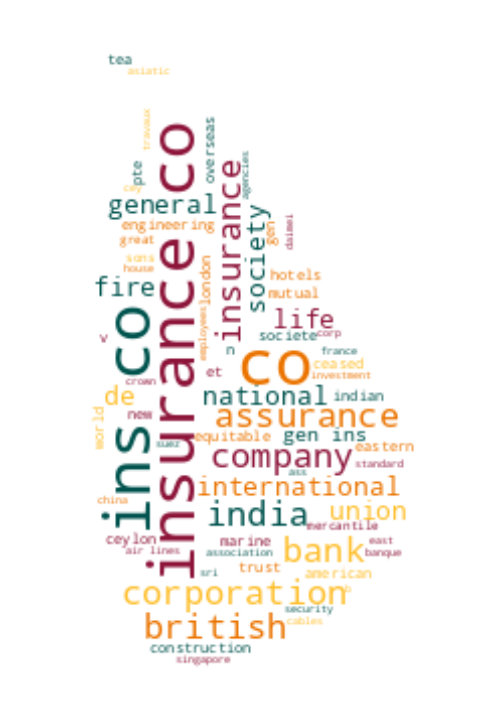 tea
asiatic
travaux
overseas
insurance co
pte
cey
agencies
insurance
general
society
gen
daimei
engineering
great
sons
house
fire
london
hotels
mutual
ins co
life
employees
v
societe
corp
n
france
co
ceased
et
investment
crown
de
national
indian
world
new
assurance
equitable
gen ins
suez
eastern
company
standard
ass
international
china
india
union
mercantile
ceylon
marine
east
air lines
association
bank
banque
trust
sri
american
corporation
security
british
cables
construction
singapore